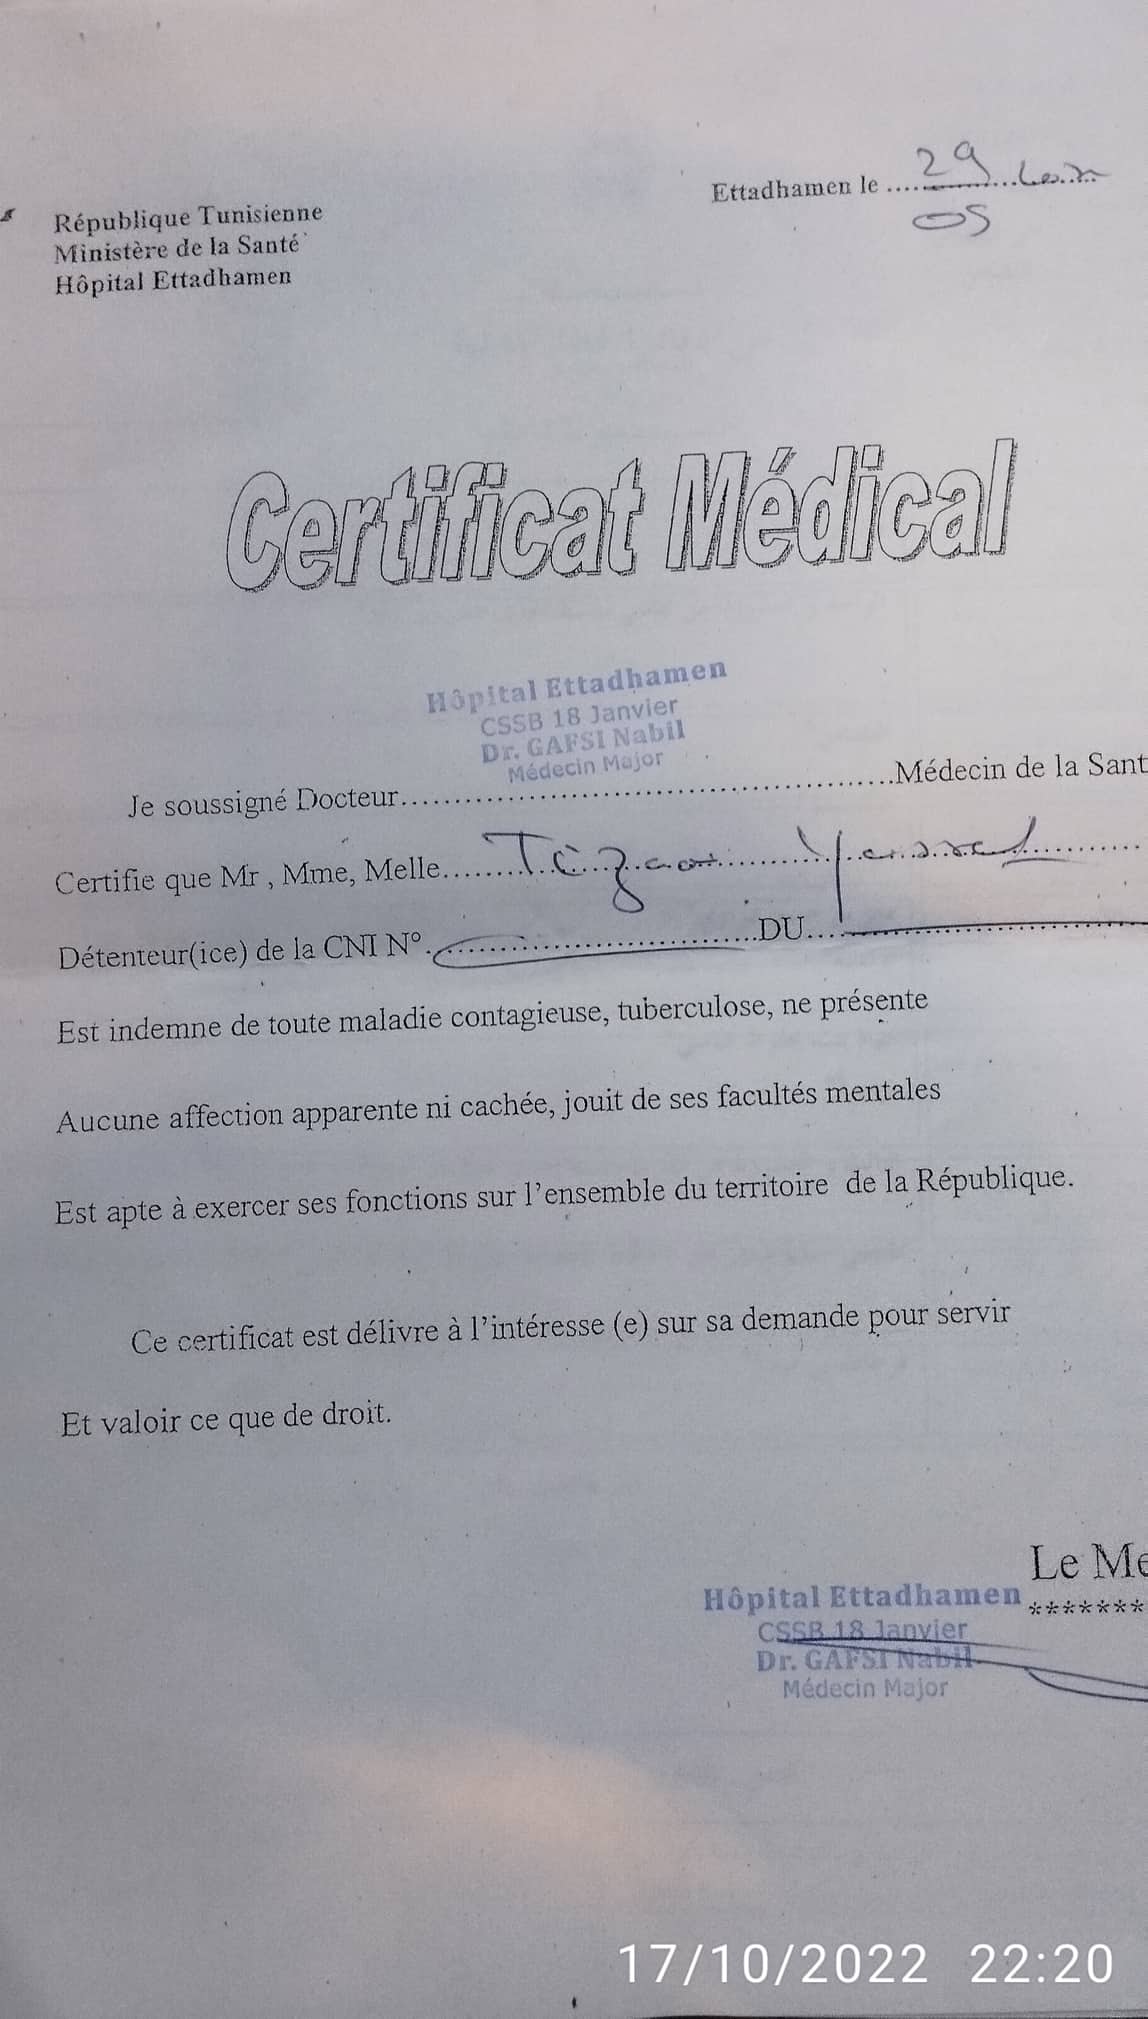 Ettadhamen le ........29
05
République Tunisienne
Ministère de la Santé
Hôpital Ettadhamen
Certificat Médical
Hôpital Ettadhamen
CSSB 18 Janvier
Dr. GAFSI Nabil
Médecin Major
Je soussigné Docteur..................................................Médecin de la Sant
Certifie que Mr , Mme, Melle
Détenteur(ice) de la CNI N°.................................DU....
Est indemne de toute maladie contagieuse, tuberculose, ne présente
Aucune affection apparente ni cachée, jouit de ses facultés mentales
Est apte à exercer ses fonctions sur l'ensemble du territoire de la République.
Ce certificat est délivre à l'intéresse (e) sur sa demande pour servir
Et valoir ce que de droit.
Le Me
*******
Hôpital Ettadhamen
CSSB 18 Janvier
Dr. GAFSI Nabil
Médecin Major
17/10/2022 22:20